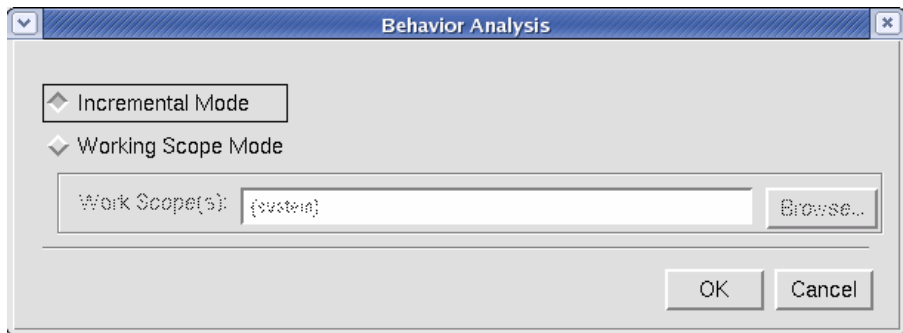 Behavior Analysis
Incremental Mode
Working Scope Mode
Work Scope(s): {system} Browse...
OK Cancel